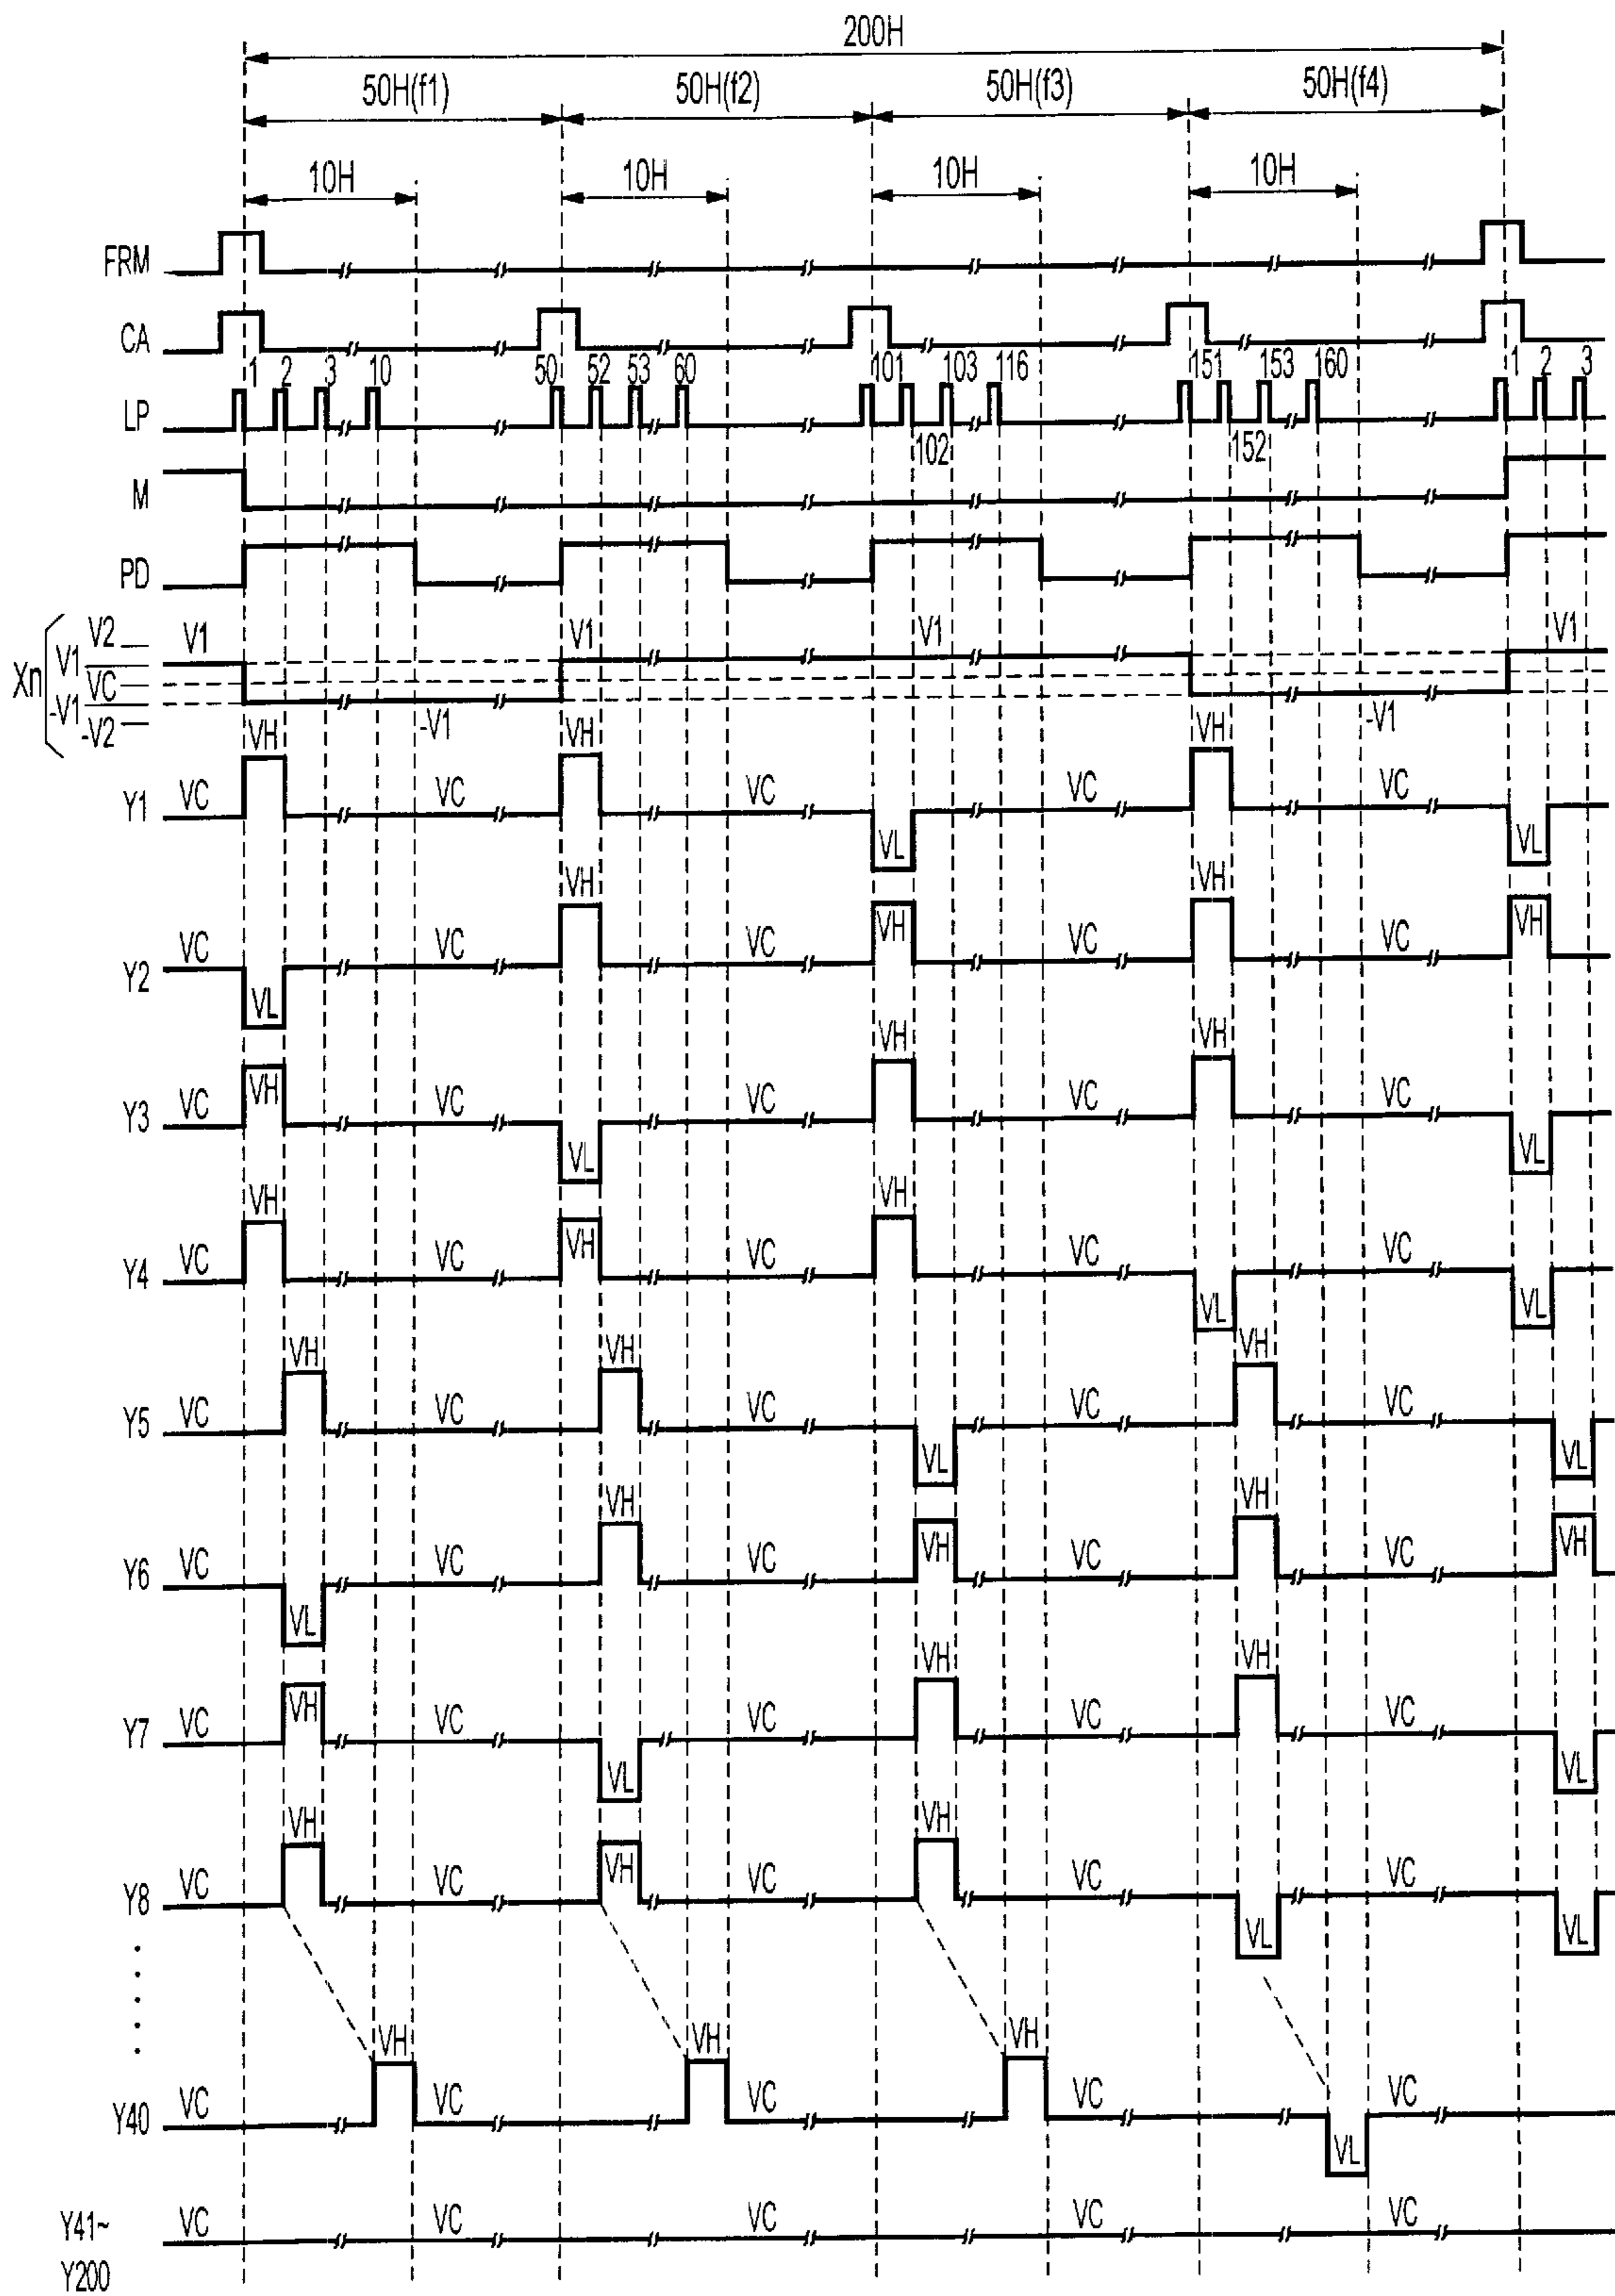 200H
50H(f1) 50H(f2) 50H(f3) 50H(f4)
10H 10H 10H 10H
FRM
CA
LP 1 2 3 10 50 52 53 60 101 103 116 151 153 160 1 2 3
102 152
M
PD
Xn V2 V1 VC -V1 -V2 V1 V1 V1 V1
-V1 -V1
VH VH VH
Y1 VC VC VC VC VC
VL VL
VH VH
Y2 VC VC VC VH VC VC VH
VL
VH VH
Y3 VC VH VC VC VC VC
VL VL
VH VH
Y4 VC VC VH VC VC VC
VL VL
VH VH VH
Y5 VC VC VC VC VC
VL VL
VH VH
Y6 VC VC VC VH VC VC VH
VL
VH VH
Y7 VC VH VC VC VC VC
VL VL
VH VH
Y8 VC VC VH VC VC VC
VL VL
VH VH VH
Y40 VC VC VC VC VC
VL
Y41~ VC VC VC VC VC
Y200